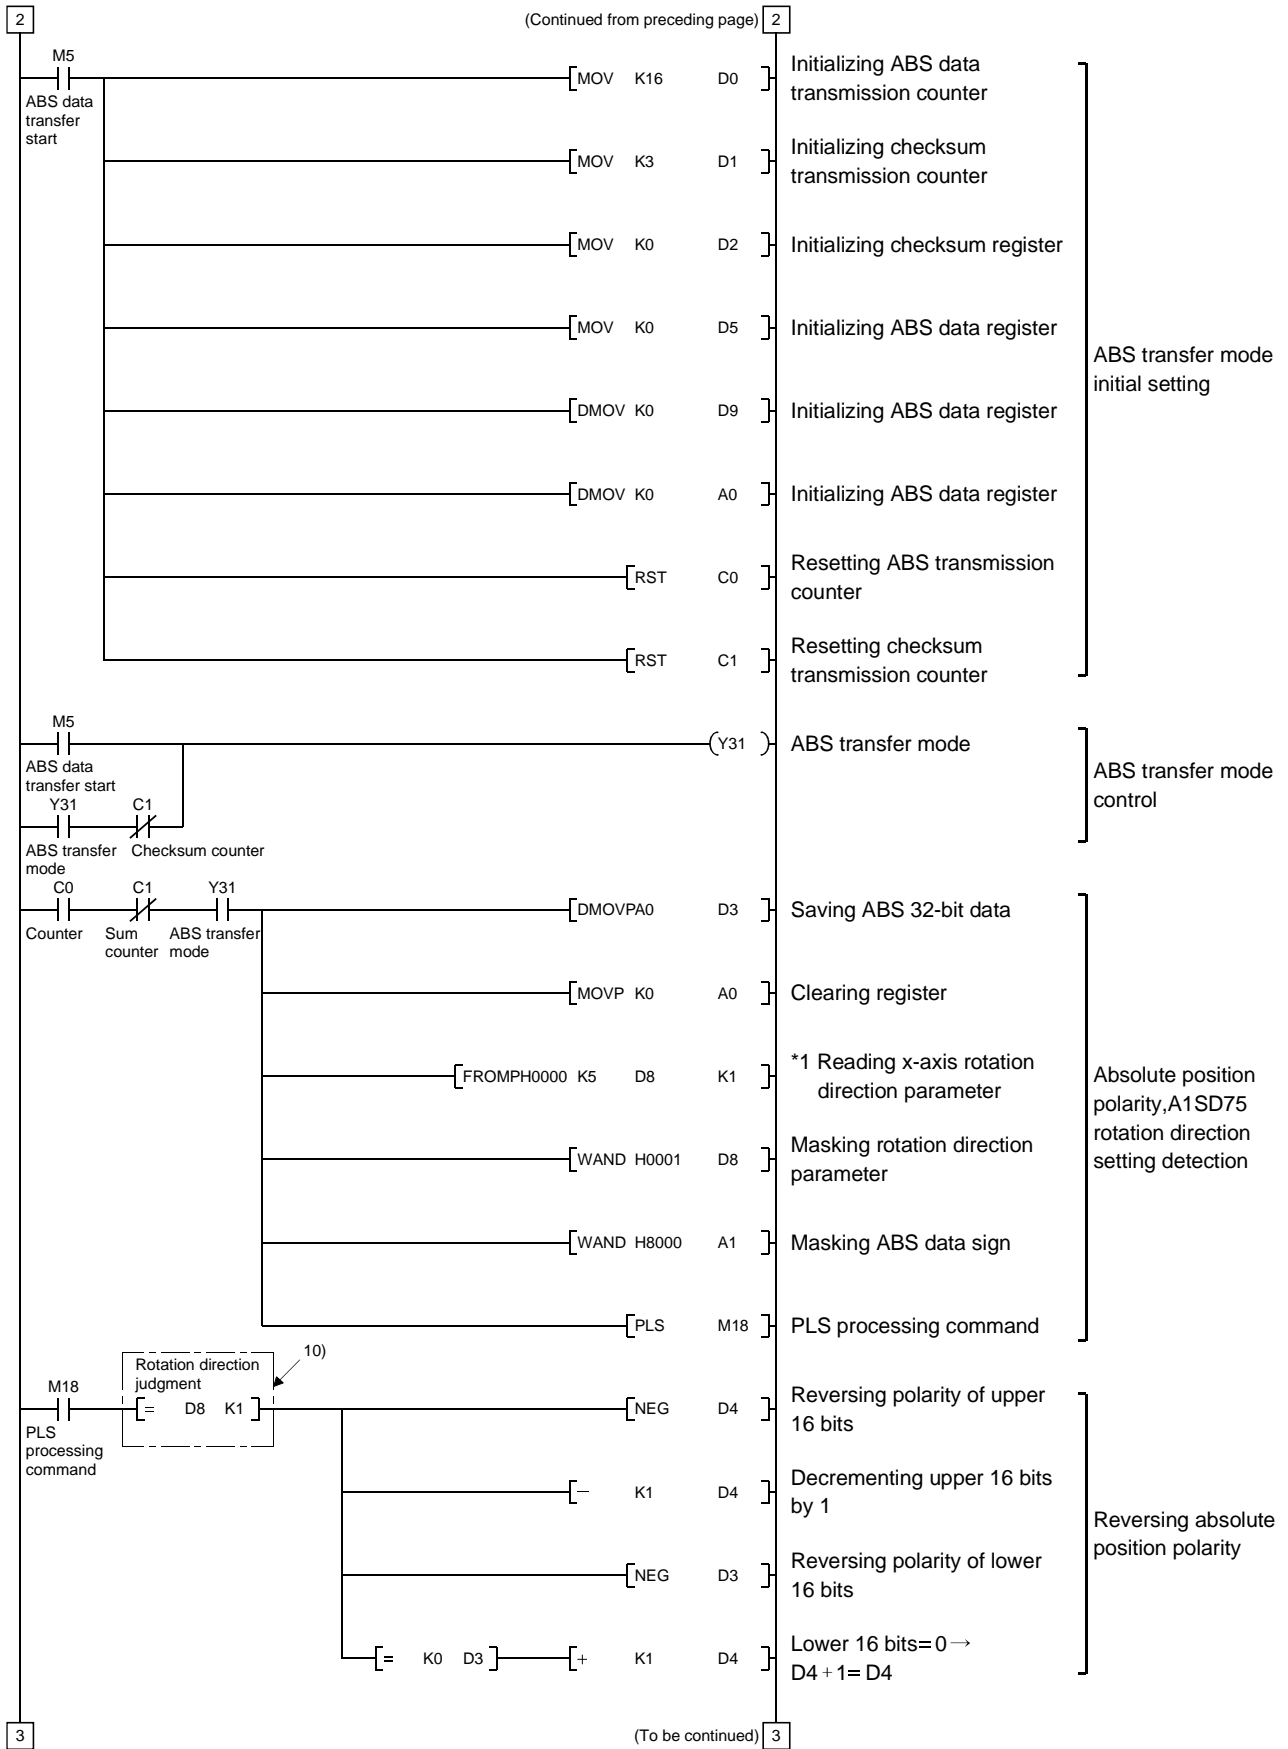 2 (Continued from preceding page) 2
M5
ABS data
transfer
start
MOV K16 D0
Initializing ABS data
transmission counter
MOV K3 D1
Initializing checksum
transmission counter
MOV K0 D2
Initializing checksum register
MOV K0 D5
Initializing ABS data register
DMOV K0 D9
Initializing ABS data register
DMOV K0 A0
Initializing ABS data register
RST C0
Resetting ABS transmission
counter
RST C1
Resetting checksum
transmission counter
ABS transfer mode
initial setting
M5
ABS data
transfer start
Y31
ABS transfer mode
Y31 C1
ABS transfer
mode
Checksum counter
ABS transfer mode
control
C0 C1 Y31
Counter
Sum
counter
ABS transfer
mode
DMOVPA0 D3
Saving ABS 32-bit data
MOVP K0 A0
Clearing register
FROMPH0000 K5 D8 K1
*1 Reading x-axis rotation
direction parameter
WAND H0001 D8
Masking rotation direction
parameter
WAND H8000 A1
Masking ABS data sign
PLS M18
PLS processing command
Absolute position
polarity,A1SD75
rotation direction
setting detection
M18
PLS
processing
command
Rotation direction
judgment
10)
= D8 K1
NEG D4
Reversing polarity of upper
16 bits
− K1 D4
Decrementing upper 16 bits
by 1
NEG D3
Reversing polarity of lower
16 bits
= K0 D3 + K1 D4
Lower 16 bits=0→
D4+1=D4
Reversing absolute
position polarity
3 (To be continued) 3